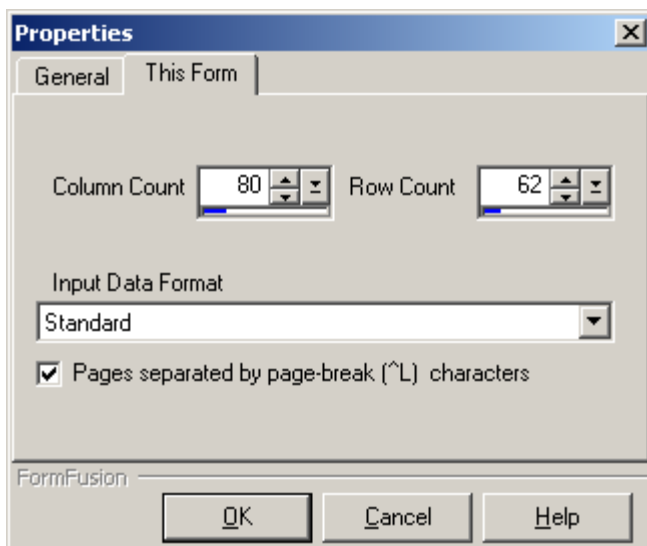 Properties
General This Form
Column Count 80 Row Count 62
Input Data Format
Standard
Pages separated by page-break (^L) characters
FormFusion
OK Cancel Help